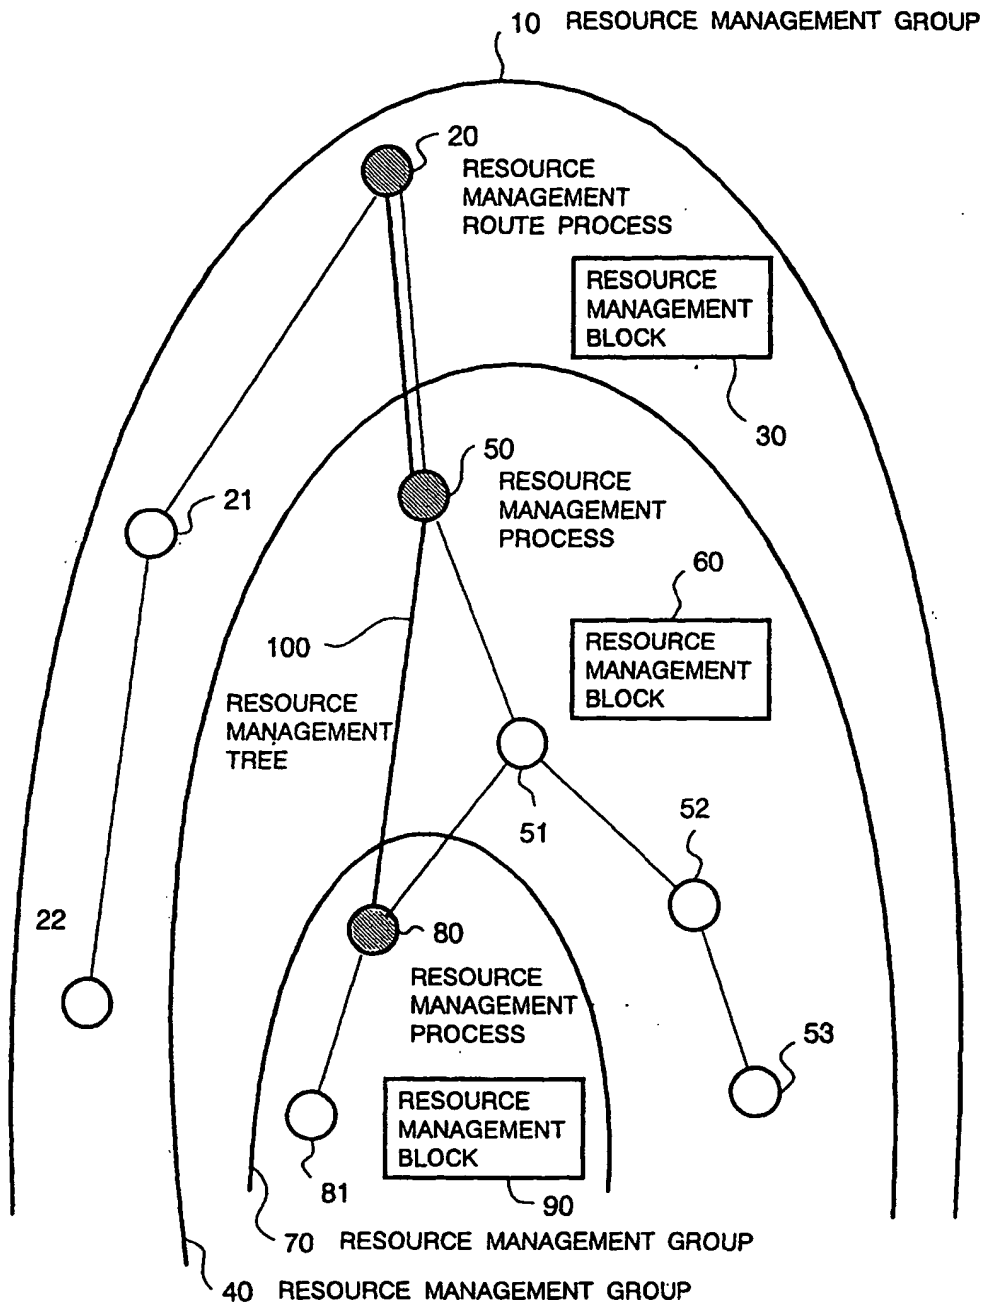 10 RESOURCE MANAGEMENT GROUP
20
RESOURCE
MANAGEMENT
ROUTE PROCESS
RESOURCE
MANAGEMENT
BLOCK
30
50
RESOURCE
MANAGEMENT
PROCESS
21
60
RESOURCE
MANAGEMENT
BLOCK
100
RESOURCE
MANAGEMENT
TREE
51
52
22
80
RESOURCE
MANAGEMENT
PROCESS
53
RESOURCE
MANAGEMENT
BLOCK
81
90
70 RESOURCE MANAGEMENT GROUP
40 RESOURCE MANAGEMENT GROUP